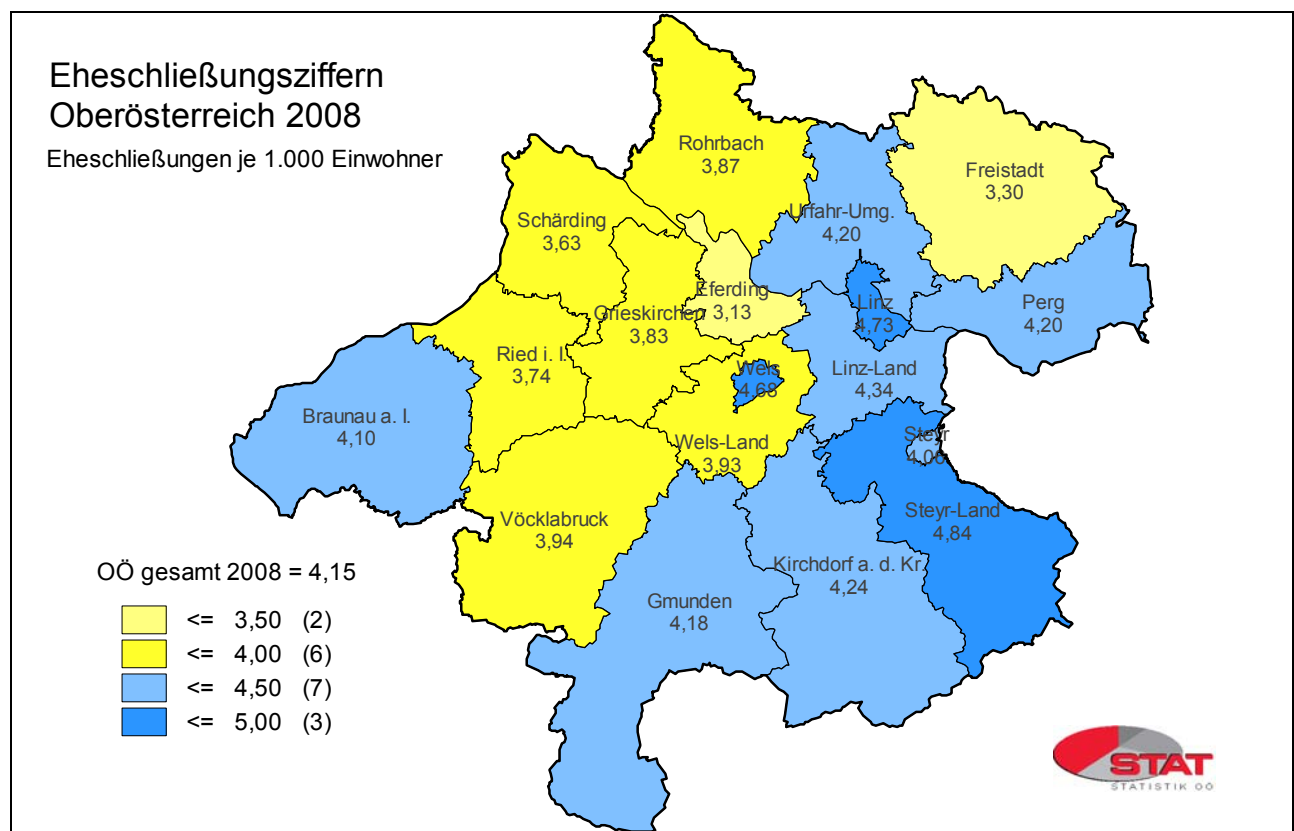 Eheschließungsziffern
Oberösterreich 2008
Eheschließungen je 1.000 Einwohner
Rohrbach
3,87
Freistadt
3,30
Schärding
3,63
Urfahr-Umg.
4,20
Eferding
3,13
Grieskirchen
3,83
Linz
4,73
Perg
4,20
Ried i. I.
3,74
Wels
4,68
Linz-Land
4,34
Braunau a. I.
4,10
Wels-Land
3,93
Steyr
4,06
Steyr-Land
4,84
Vöcklabruck
3,94
Kirchdorf a. d. Kr.
4,24
Gmunden
4,18
OÖ gesamt 2008 = 4,15
<= 3,50 (2)
<= 4,00 (6)
<= 4,50 (7)
<= 5,00 (3)
STAT
STATISTIK OÖ